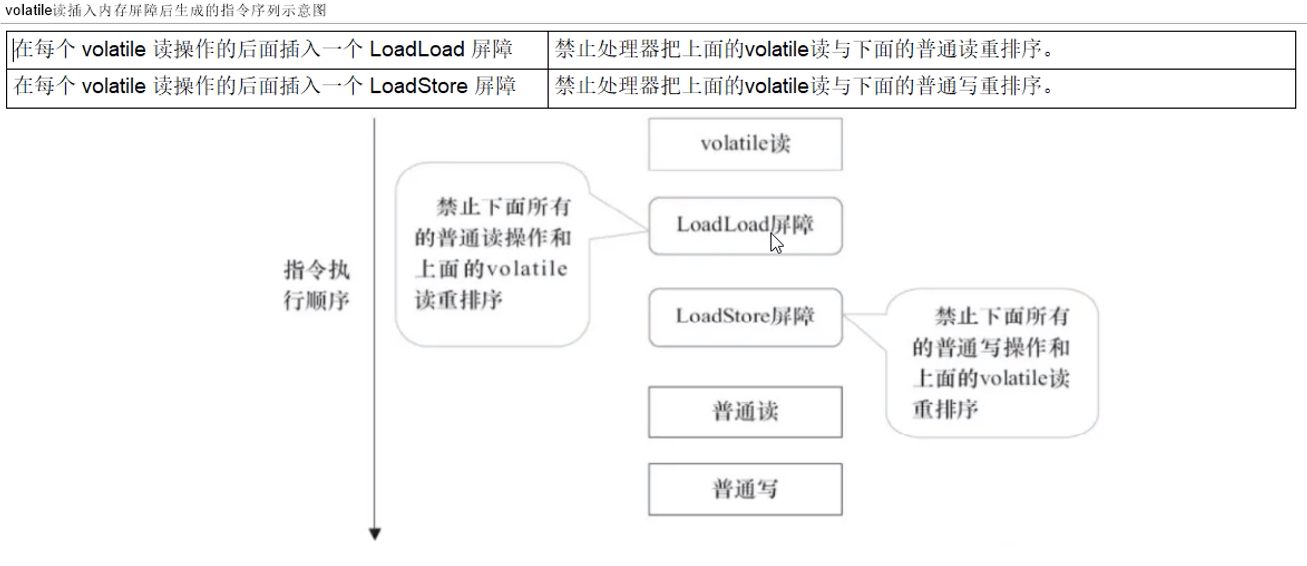 volatile读插入内存屏障后生成的指令序列示意图
在每个 volatile 读操作的后面插入一个 LoadLoad 屏障
禁止处理器把上面的volatile读与下面的普通读重排序。
在每个 volatile 读操作的后面插入一个 LoadStore 屏障
禁止处理器把上面的volatile读与下面的普通写重排序。
volatile读
禁止下面所有
的普通读操作和
上面的volatile
读重排序
LoadLoad屏障
指令执
行顺序
LoadStore屏障
禁止下面所有
的普通写操作和
上面的volatile读
重排序
普通读
普通写